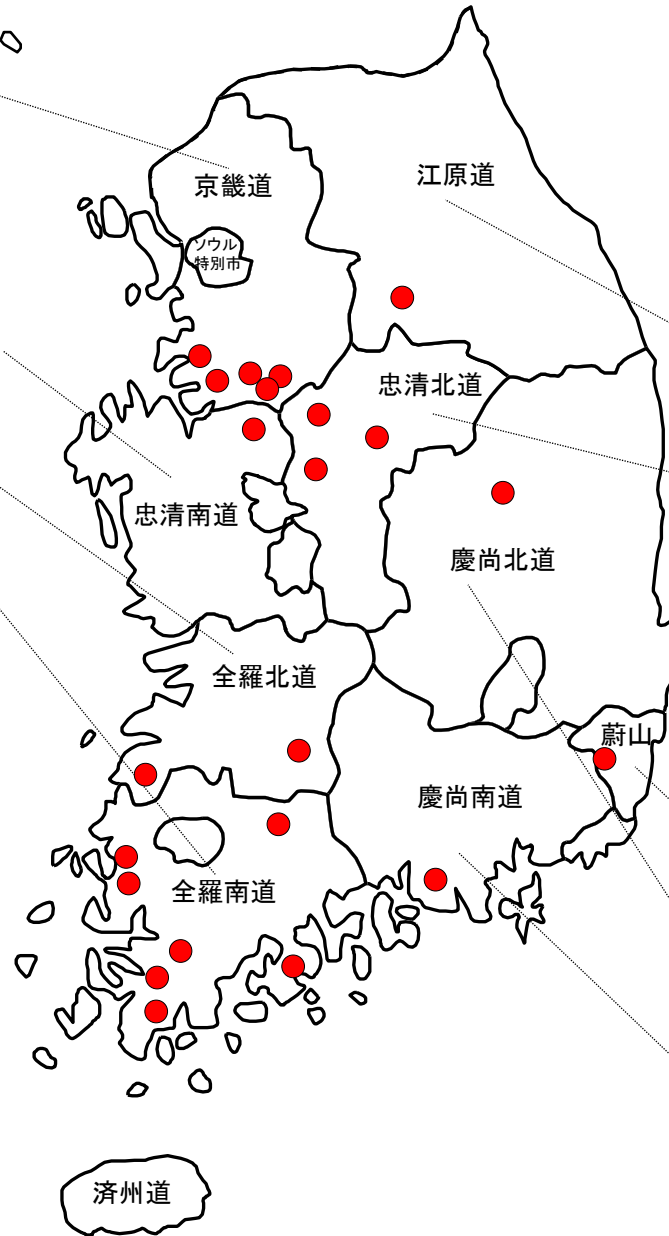 江原道
京畿道
ソウル
特別市
忠清北道
忠清南道
慶尚北道
全羅北道
蔚山
慶尚南道
全羅南道
済州道